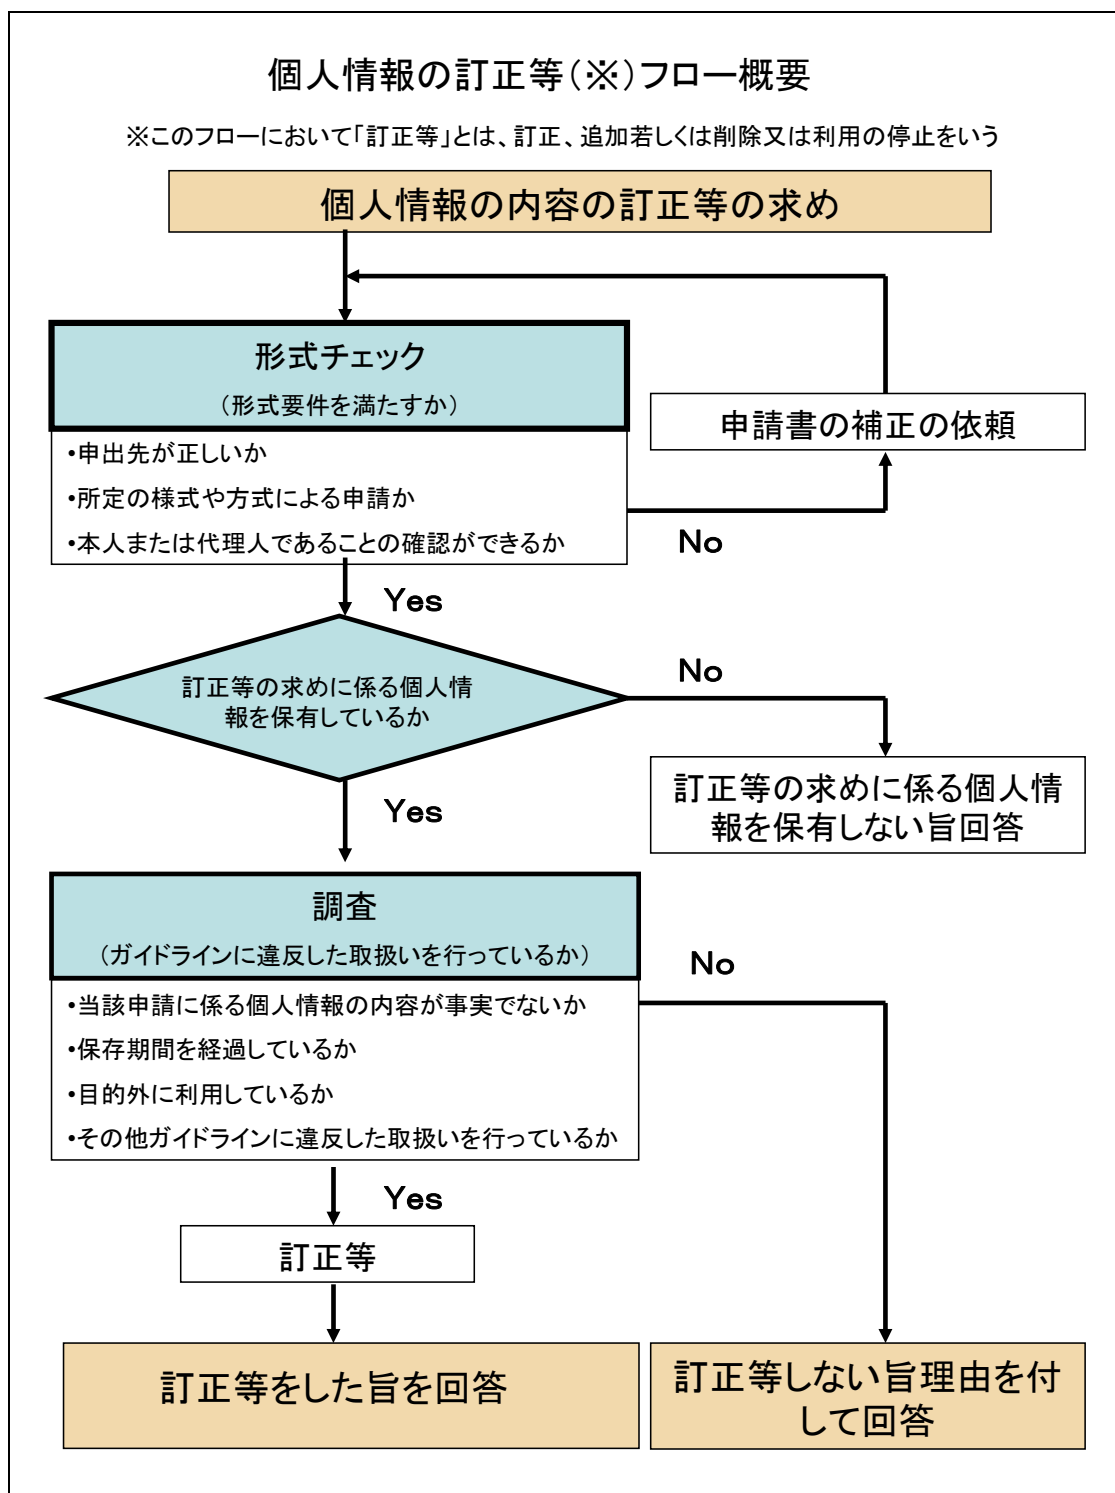 個人情報の訂正等(※)フロー概要
※このフローにおいて「訂正等」とは、訂正、追加若しくは削除又は利用の停止をいう
個人情報の内容の訂正等の求め
形式チェック
(形式要件を満たすか)
・申出先が正しいか
・所定の様式や方式による申請か
・本人または代理人であることの確認ができるか
申請書の補正の依頼
No
Yes
訂正等の求めに係る個人情
報を保有しているか
No
訂正等の求めに係る個人情
報を保有しない旨回答
Yes
調査
(ガイドラインに違反した取扱いを行っているか)
・当該申請に係る個人情報の内容が事実でないか
・保存期間を経過しているか
・目的外に利用しているか
・その他ガイドラインに違反した取扱いを行っているか
No
Yes
訂正等
訂正等をした旨を回答
訂正等しない旨理由を付
して回答